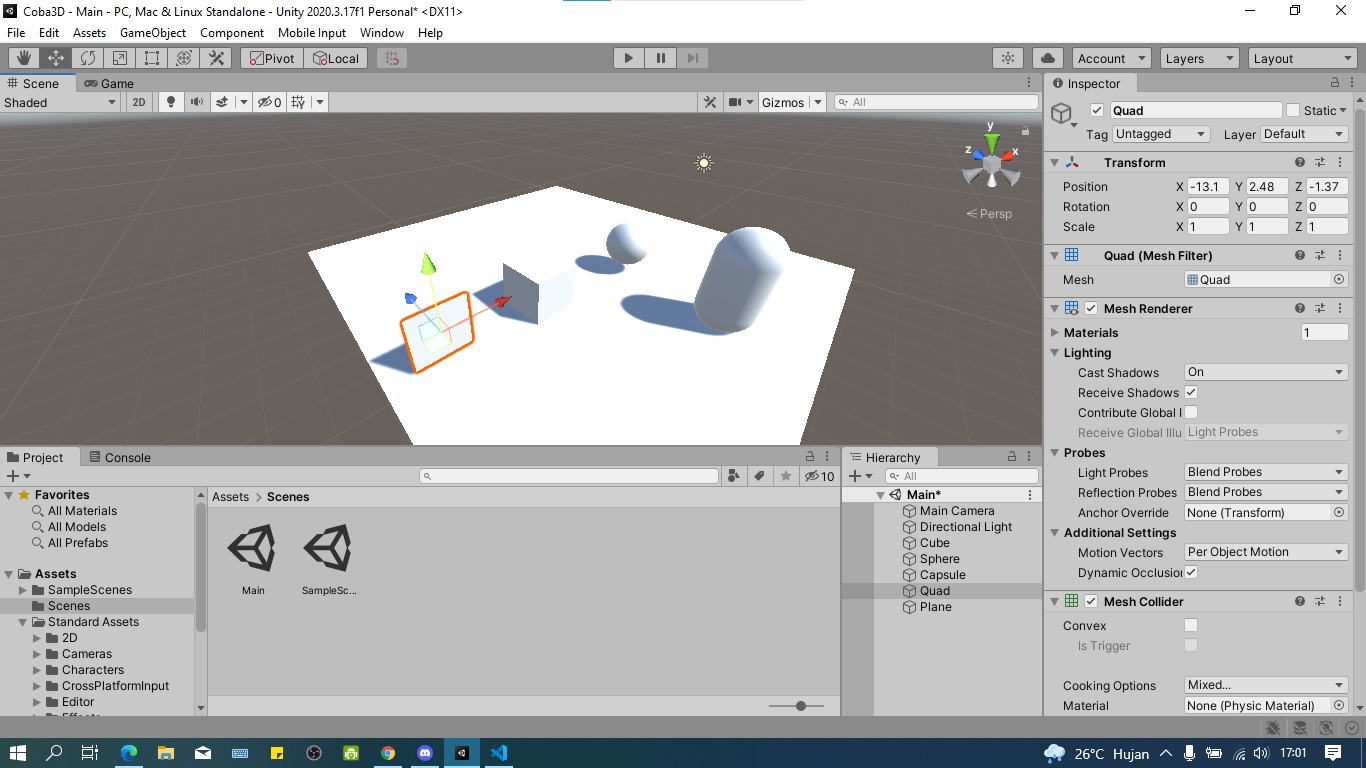 Coba3D - Main - PC, Mac & Linux Standalone - Unity 2020.3.17f1 Personal* <DX11>
File Edit Assets GameObject Component Mobile Input Window Help
Pivot Local Account Layers Layout
Scene Game
Shaded 2D 0 Gizmos All
y
z x
Persp
Inspector
Quad Static
Tag Untagged Layer Default
Transform
Position X -13.1 Y 2.48 Z -1.37
Rotation X 0 Y 0 Z 0
Scale X 1 Y 1 Z 1
Quad (Mesh Filter)
Mesh Quad
Mesh Renderer
Materials 1
Lighting
Cast Shadows On
Receive Shadows
Contribute Global I
Receive Global Illu Light Probes
Probes
Light Probes Blend Probes
Reflection Probes Blend Probes
Anchor Override None (Transform)
Additional Settings
Motion Vectors Per Object Motion
Dynamic Occlusion
Mesh Collider
Convex
Is Trigger
Cooking Options Mixed...
Material None (Physic Material)
Project Console
10
Favorites
All Materials
All Models
All Prefabs
Assets
SampleScenes
Scenes
Standard Assets
2D
Cameras
Characters
CrossPlatformInput
Editor
Assets > Scenes
Main SampleSc...
Hierarchy
All
Main*
Main Camera
Directional Light
Cube
Sphere
Capsule
Quad
Plane
26°C Hujan 17:01